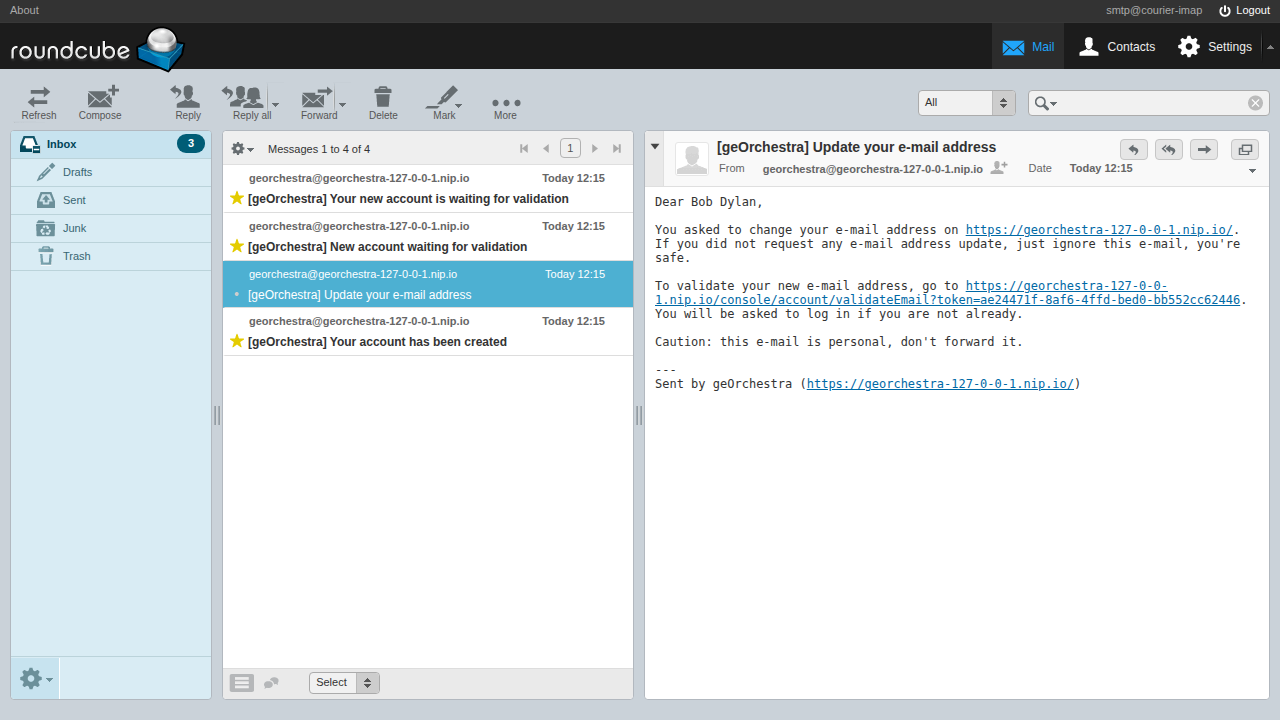 About
smtp@courier-imap Logout
roundcube
Mail Contacts Settings
Refresh Compose Reply Reply all Forward Delete Mark More
All
Inbox 3
Drafts
Sent
Junk
Trash
Messages 1 to 4 of 4 1
georchestra@georchestra-127-0-0-1.nip.io Today 12:15
[geOrchestra] Your new account is waiting for validation
georchestra@georchestra-127-0-0-1.nip.io Today 12:15
[geOrchestra] New account waiting for validation
georchestra@georchestra-127-0-0-1.nip.io Today 12:15
[geOrchestra] Update your e-mail address
georchestra@georchestra-127-0-0-1.nip.io Today 12:15
[geOrchestra] Your account has been created
Select
[geOrchestra] Update your e-mail address
From georchestra@georchestra-127-0-0-1.nip.io Date Today 12:15
Dear Bob Dylan,
You asked to change your e-mail address on https://georchestra-127-0-0-1.nip.io/.
If you did not request any e-mail address update, just ignore this e-mail, you're
safe.
To validate your new e-mail address, go to https://georchestra-127-0-0-
1.nip.io/console/account/validateEmail?token=ae24471f-8af6-4ffd-bed0-bb552cc62446.
You will be asked to log in if you are not already.
Caution: this e-mail is personal, don't forward it.
---
Sent by geOrchestra (https://georchestra-127-0-0-1.nip.io/)